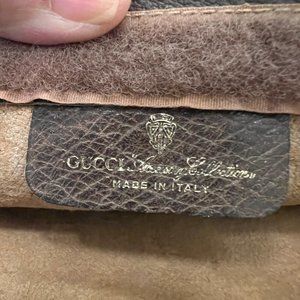 GUCCI Accessory Collection
MADE IN ITALY